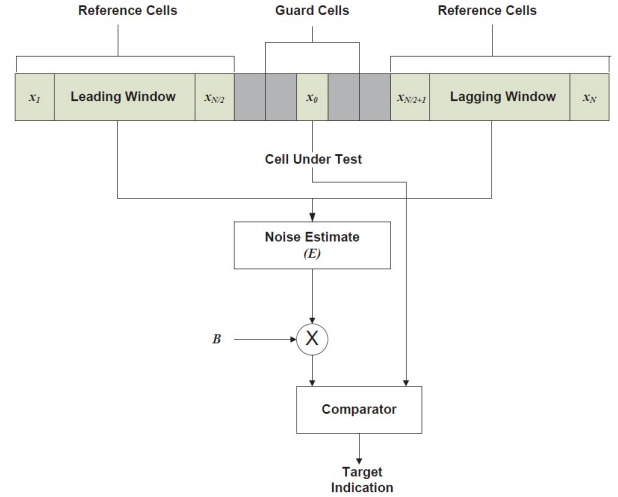 Reference Cells
Guard Cells
Reference Cells
x1
Leading Window
xN/2
x0
xN/2+1
Lagging Window
xN
Cell Under Test
Noise Estimate
(E)
B
X
Comparator
Target
Indication